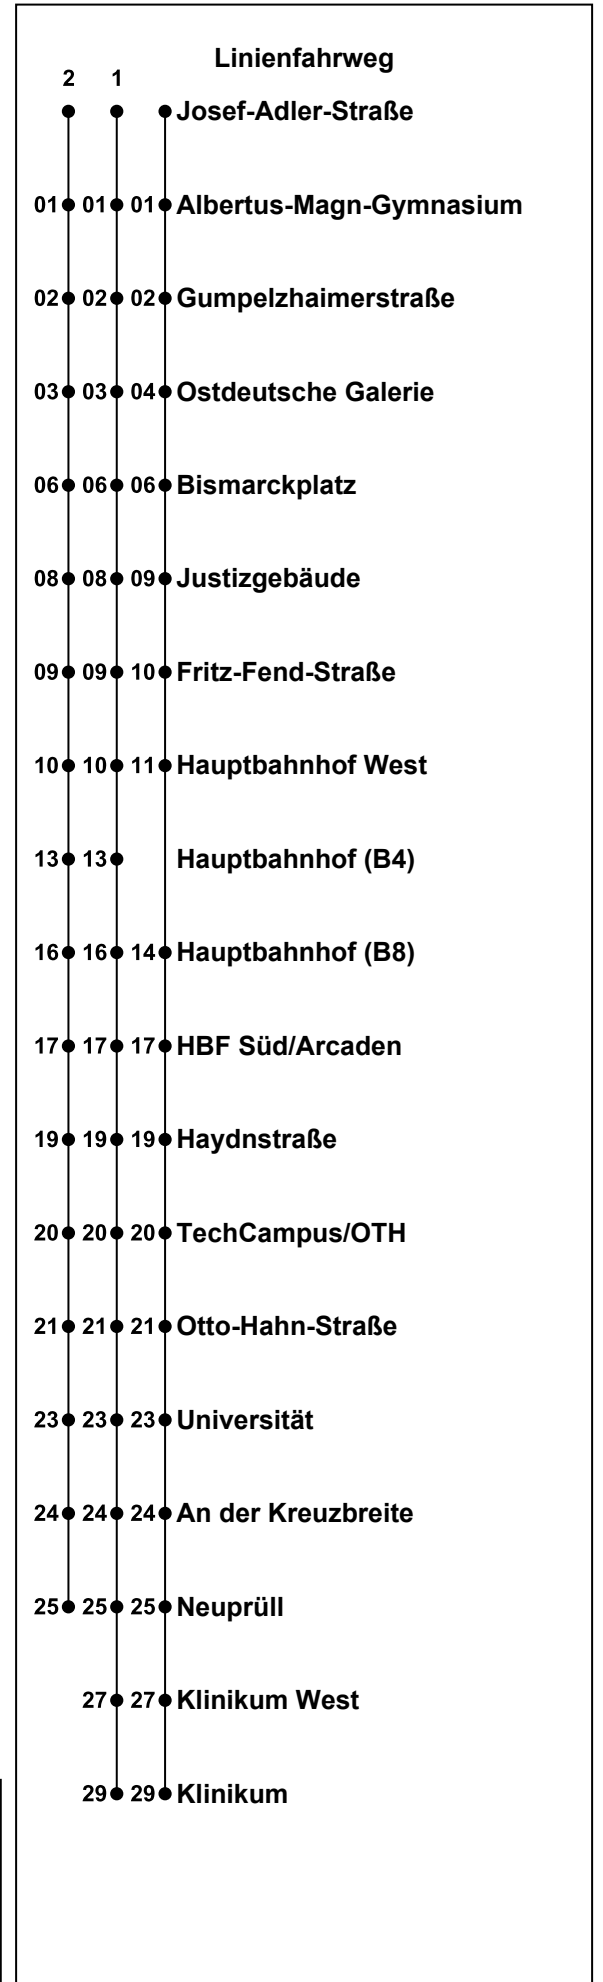 Linienfahrweg
2 1
Josef-Adler-Straße
01 01 01 Albertus-Magn-Gymnasium
02 02 02 Gumpelzhaimerstraße
03 03 04 Ostdeutsche Galerie
06 06 06 Bismarckplatz
08 08 09 Justizgebäude
09 09 10 Fritz-Fend-Straße
10 10 11 Hauptbahnhof West
13 13 Hauptbahnhof (B4)
16 16 14 Hauptbahnhof (B8)
17 17 17 HBF Süd/Arcaden
19 19 19 Haydnstraße
20 20 20 TechCampus/OTH
21 21 21 Otto-Hahn-Straße
23 23 23 Universität
24 24 24 An der Kreuzbreite
25 25 25 Neuprüll
27 27 Klinikum West
29 29 Klinikum